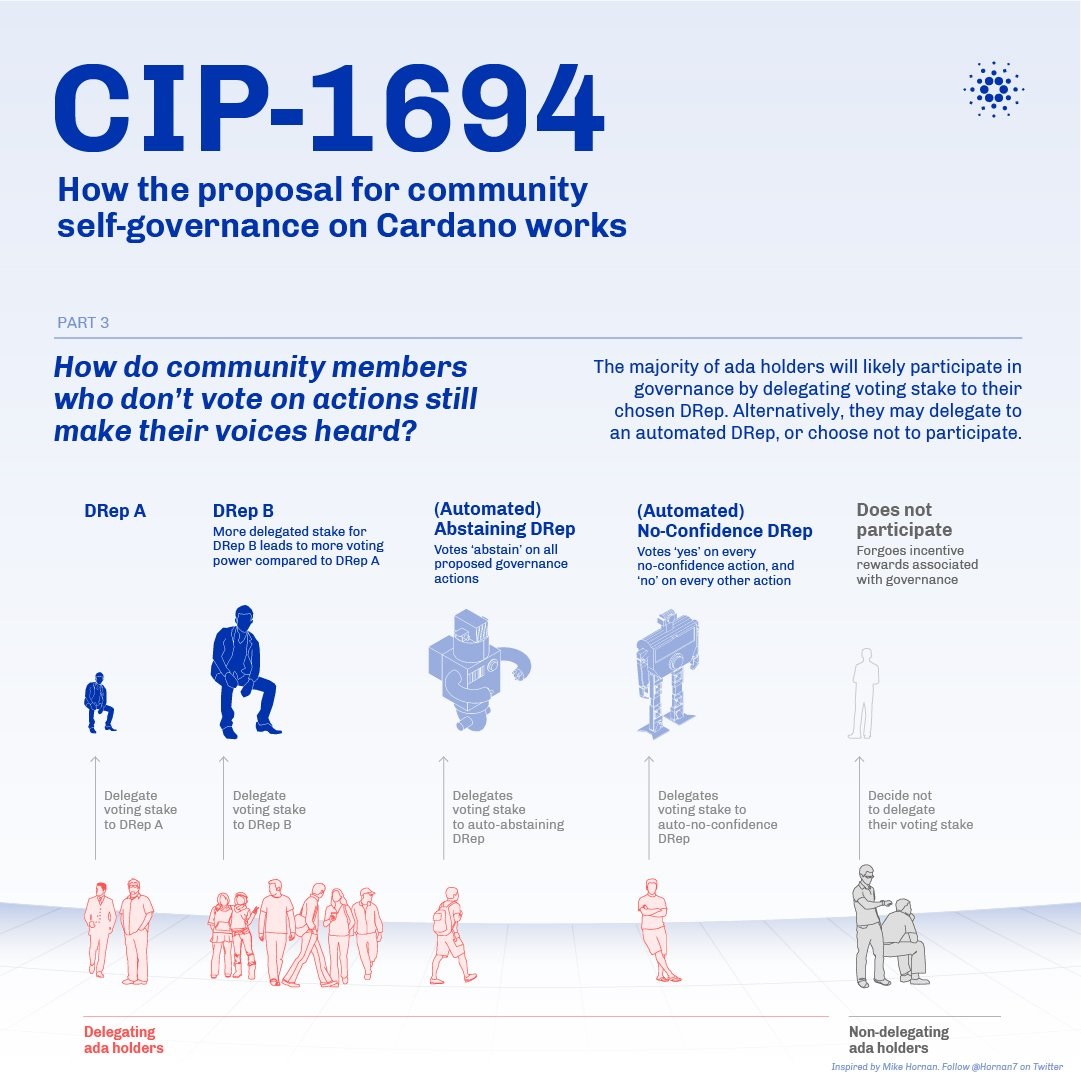 CIP-1694
How the proposal for community
self-governance on Cardano works
PART 3
How do community members
who don't vote on actions still
make their voices heard?
The majority of ada holders will likely participate in
governance by delegating voting stake to their
chosen DRep. Alternatively, they may delegate to
an automated DRep, or choose not to participate.
DRep A
DRep B
More delegated stake for
DRep B leads to more voting
power compared to DRep A
(Automated)
Abstaining DRep
Votes 'abstain' on all
proposed governance
actions
(Automated)
No-Confidence DRep
Votes 'yes' on every
no-confidence action, and
'no' on every other action
Does not
participate
Forgoes incentive
rewards associated
with governance
Delegate
voting stake
to DRep A
Delegate
voting stake
to DRep B
Delegates
voting stake
to auto-abstaining
DRep
Delegates
voting stake to
auto-no-confidence
DRep
Decide not
to delegate
their voting stake
Delegating
ada holders
Non-delegating
ada holders
Inspired by Mike Hornan. Follow @Hornan7 on Twitter